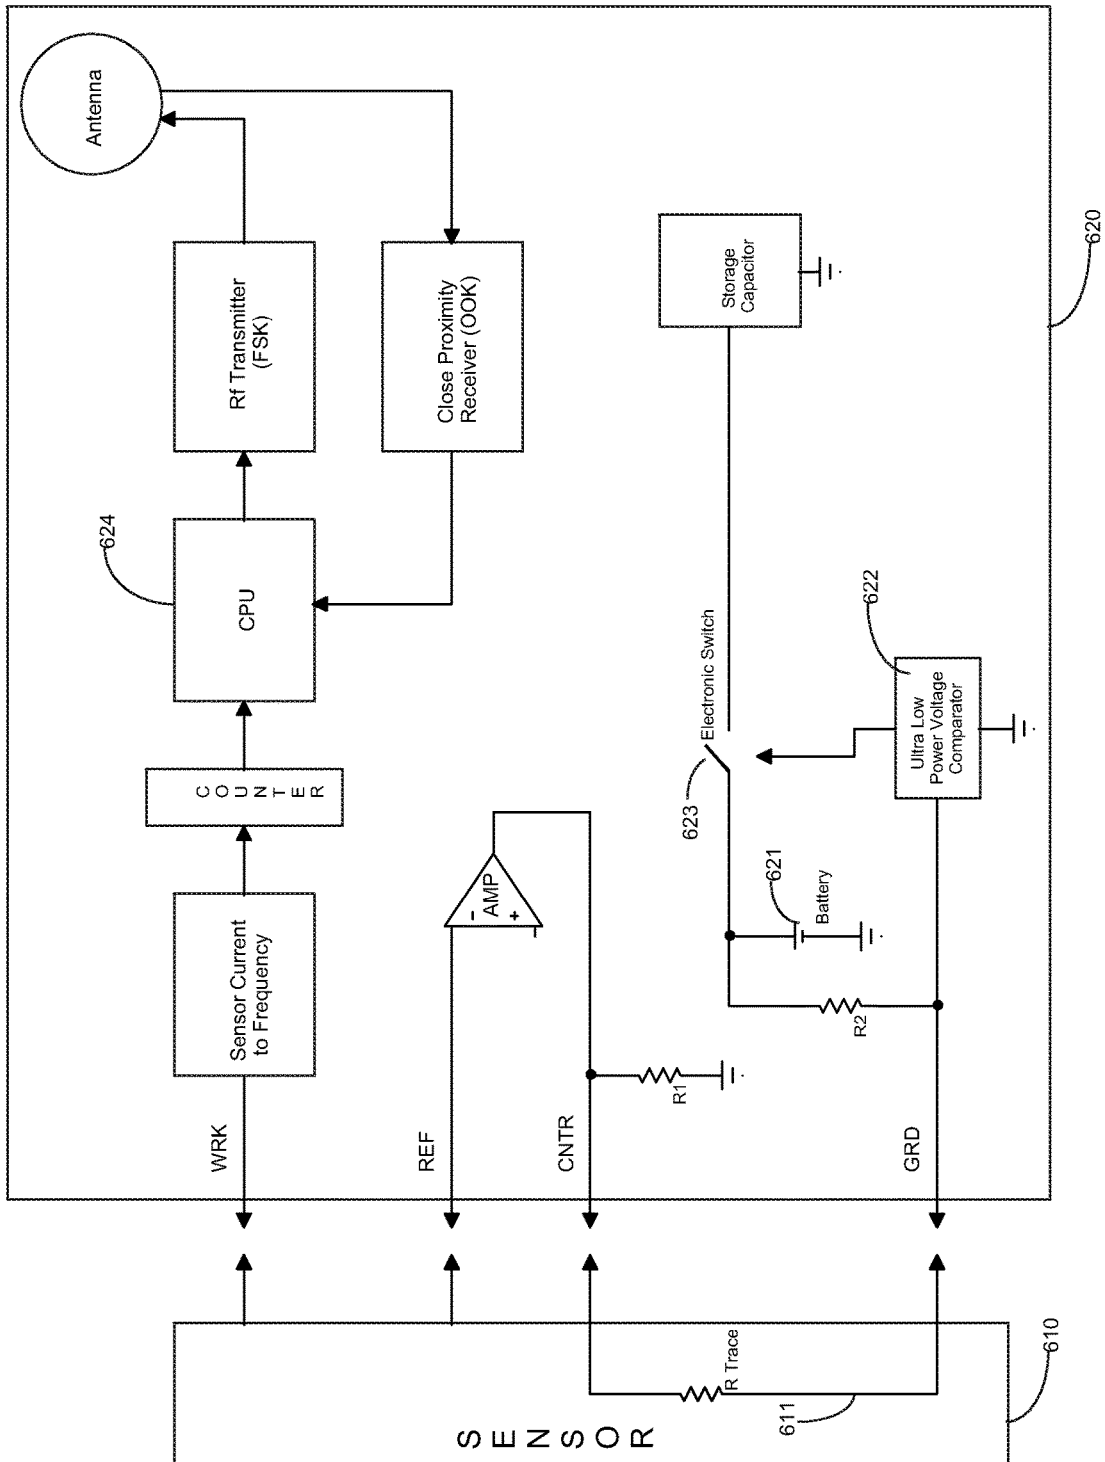 Antenna
Rf Transmitter
(FSK)
Close Proximity
Receiver (OOK)
Storage
Capacitor
620
624
CPU
COUNTER
Sensor Current
to Frequency
AMP
-
+
Electronic Switch
623
622
Ultra Low
Power Voltage
Comparator
621
Battery
R2
R1
WRK
REF
CNTR
GRD
R Trace
611
610
SENSOR